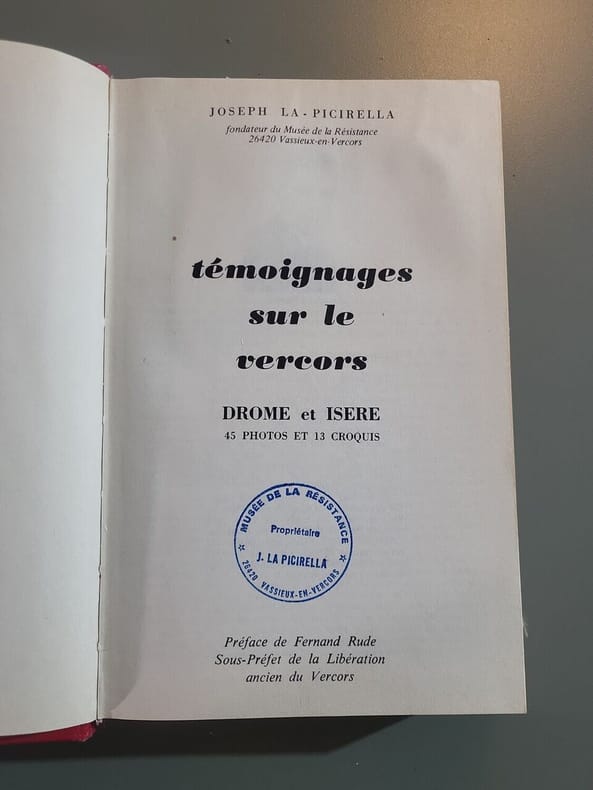 JOSEPH LA - PICIRELLA
fondateur du Musée de la Résistance
26420 Vassieux-en-Vercors
témoignages
sur le
vercors
DROME et ISERE
45 PHOTOS ET 13 CROQUIS
MUSÉE DE LA RÉSISTANCE
Propriétaire
J. LA PICIRELLA
26420 VASSIEUX-EN-VERCORS
Préface de Fernand Rude
Sous-Préfet de la Libération
ancien du Vercors